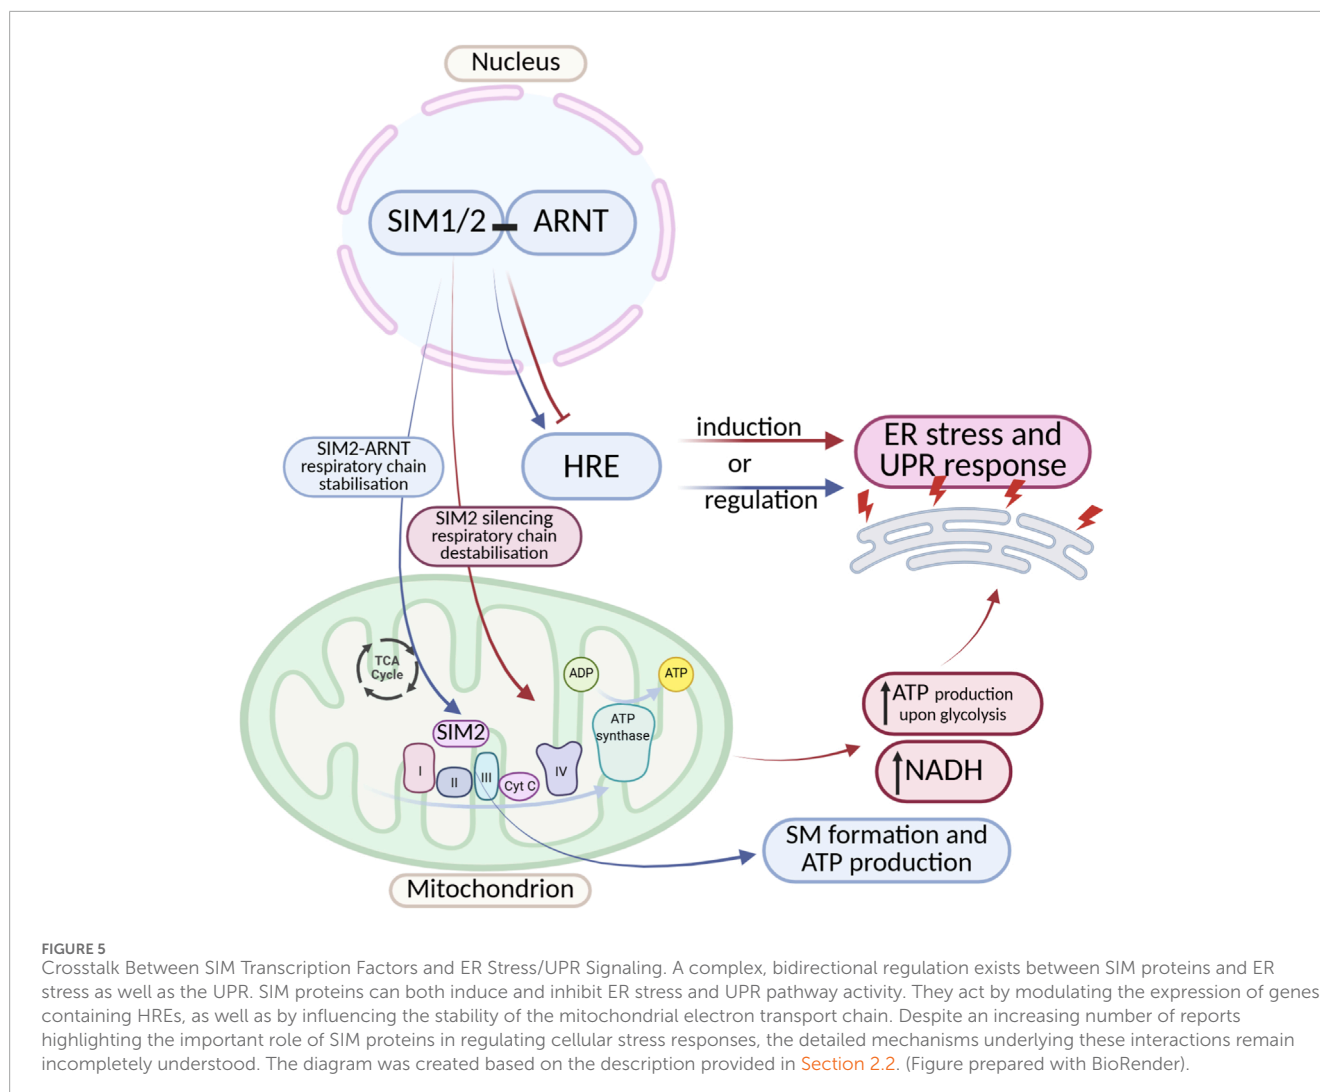 Nucleus
SIM1/2
ARNT
SIM2-ARNT
respiratory chain
stabilisation
HRE
induction
or
regulation
ER stress and
UPR response
SIM2 silencing
respiratory chain
destabilisation
TCA
Cycle
ADP
ATP
SIM2
ATP
synthase
I
II
III
Cyt C
IV
ATP production
upon glycolysis
NADH
SM formation and
ATP production
Mitochondrion
FIGURE 5
Crosstalk Between SIM Transcription Factors and ER Stress/UPR Signaling. A complex, bidirectional regulation exists between SIM proteins and ER
stress as well as the UPR. SIM proteins can both induce and inhibit ER stress and UPR pathway activity. They act by modulating the expression of genes
containing HREs, as well as by influencing the stability of the mitochondrial electron transport chain. Despite an increasing number of reports
highlighting the important role of SIM proteins in regulating cellular stress responses, the detailed mechanisms underlying these interactions remain
incompletely understood. The diagram was created based on the description provided in Section 2.2. (Figure prepared with BioRender).